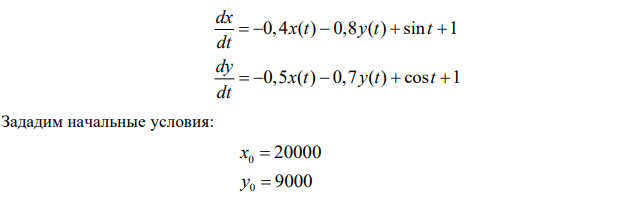 dx/dt = −0,4x(t) − 0,8y(t) + sin t + 1
dy/dt = −0,5x(t) − 0,7y(t) + cos t + 1
Зададим начальные условия:
x₀ = 20000
y₀ = 9000